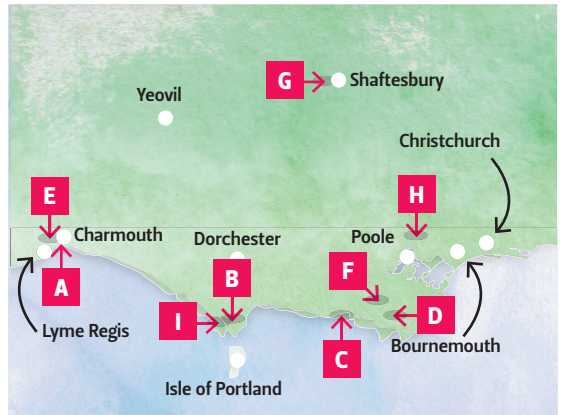 G
Shaftesbury
Yeovil
Christchurch
E
H
Charmouth
Dorchester
Poole
B
F
A
I
D
Lyme Regis
C
Bournemouth
Isle of Portland